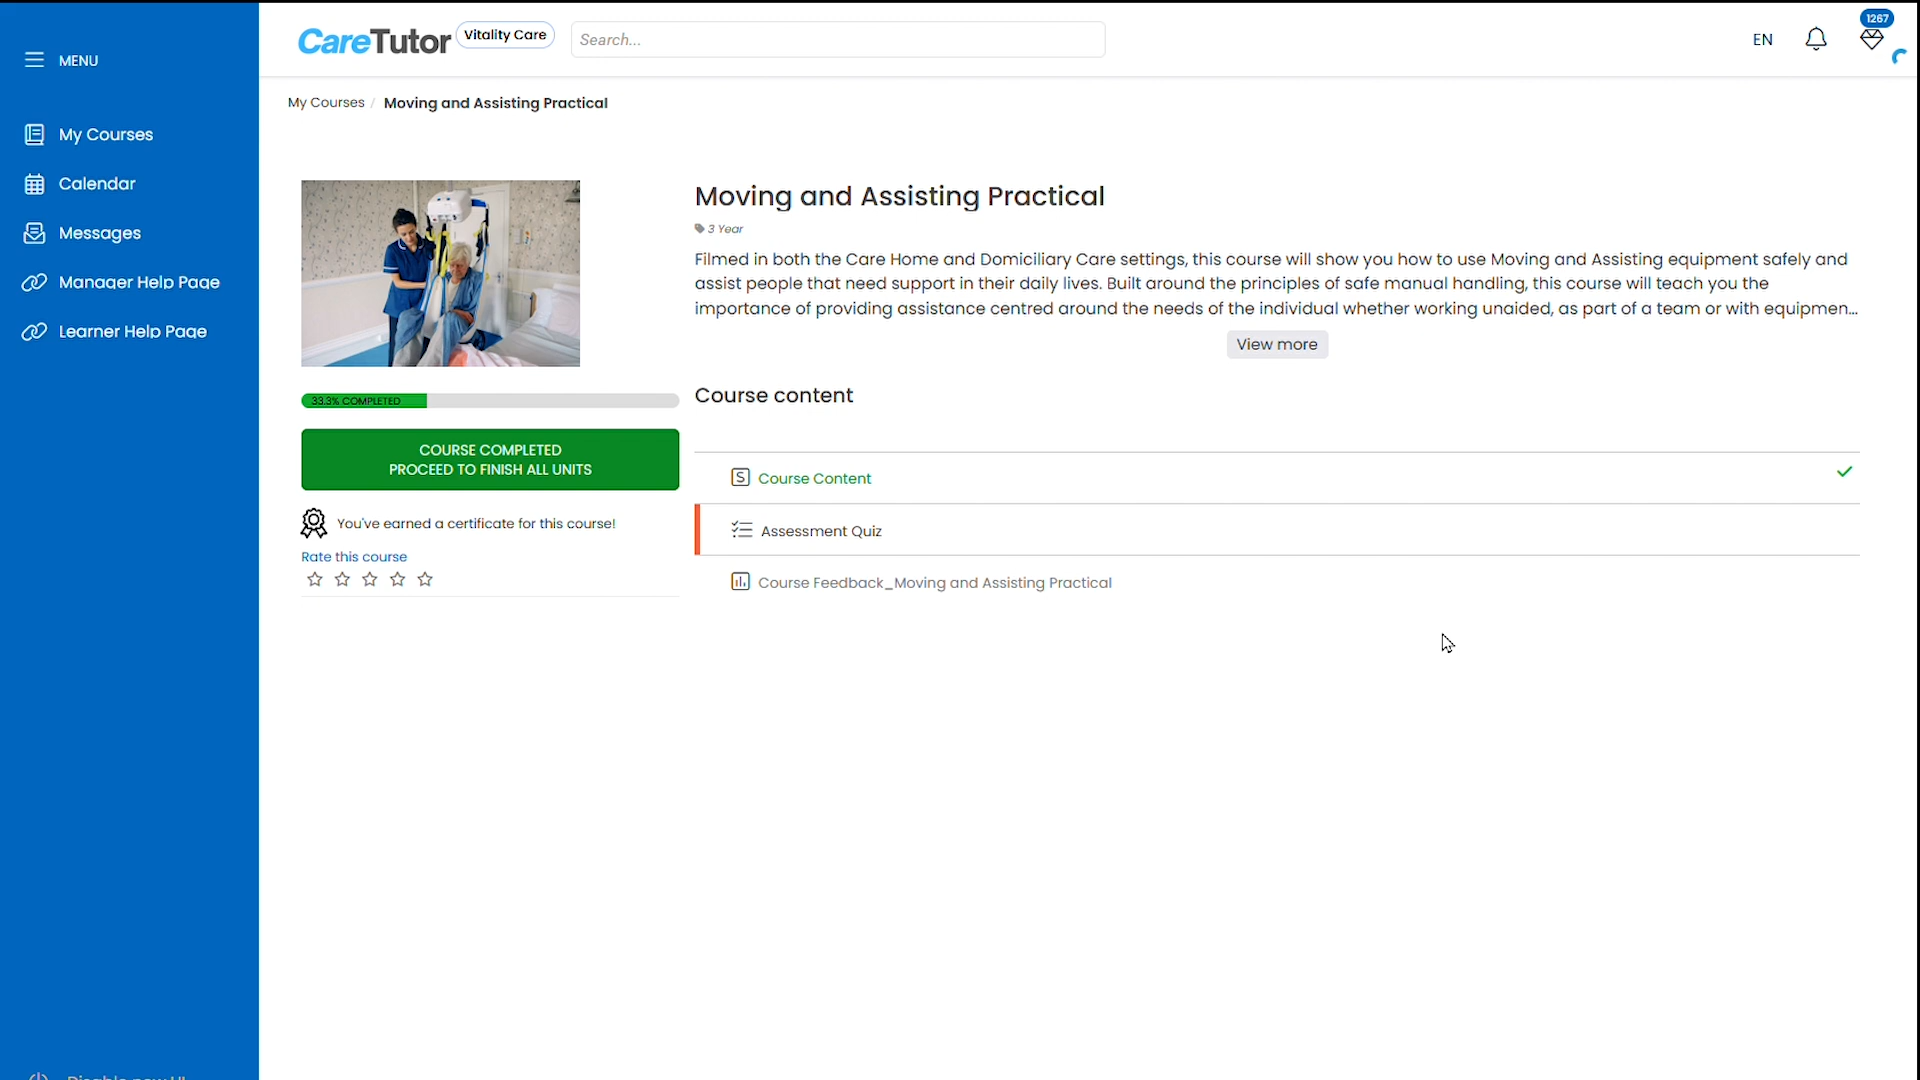 MENU
My Courses
Calendar
Messages
Manager Help Page
Learner Help Page
CareTutor
Vitality Care
Search...
EN
1267
My Courses / Moving and Assisting Practical
Moving and Assisting Practical
3 Year
Filmed in both the Care Home and Domiciliary Care settings, this course will show you how to use Moving and Assisting equipment safely and
assist people that need support in their daily lives. Built around the principles of safe manual handling, this course will teach you the
importance of providing assistance centred around the needs of the individual whether working unaided, as part of a team or with equipmen...
View more
33.3% COMPLETED
COURSE COMPLETED
PROCEED TO FINISH ALL UNITS
You've earned a certificate for this course!
Rate this course
Course content
S Course Content
Assessment Quiz
Course Feedback_Moving and Assisting Practical
Disable new UI